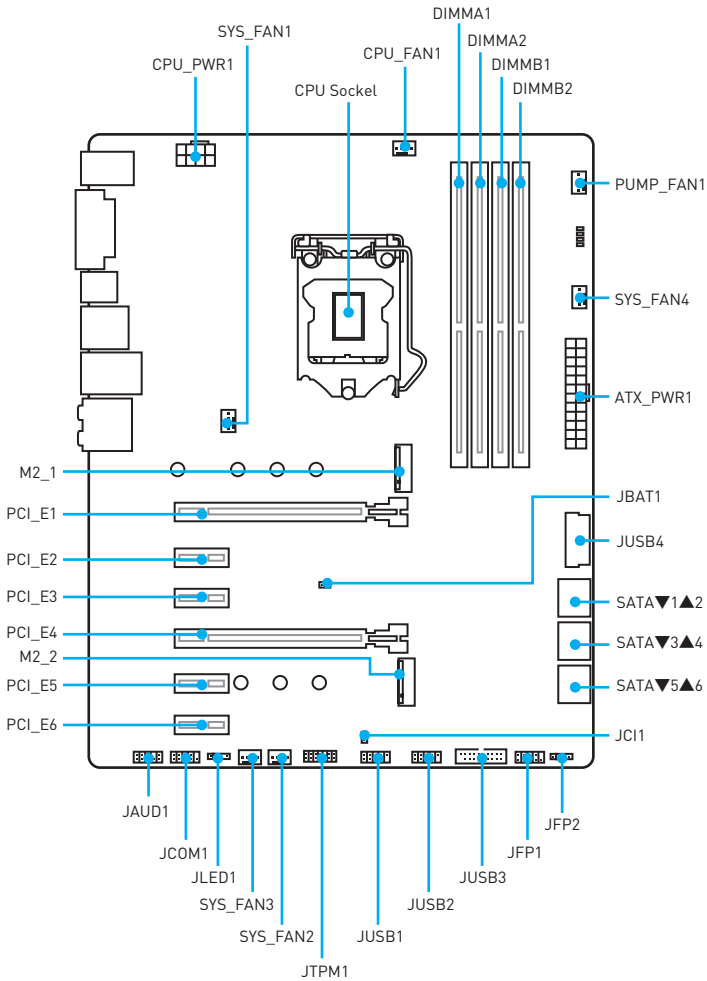 DIMMA1
SYS_FAN1
DIMMA2
CPU_FAN1
CPU_PWR1
DIMMB1
CPU Sockel
DIMMB2
PUMP_FAN1
SYS_FAN4
ATX_PWR1
M2_1
JBAT1
PCI_E1
JUSB4
PCI_E2
PCI_E3
SATA▼1▲2
PCI_E4
SATA▼3▲4
M2_2
PCI_E5
SATA▼5▲6
PCI_E6
JCI1
JAUD1
JFP2
JCOM1
JFP1
JLED1
JUSB3
SYS_FAN3
JUSB2
SYS_FAN2
JUSB1
JTPM1